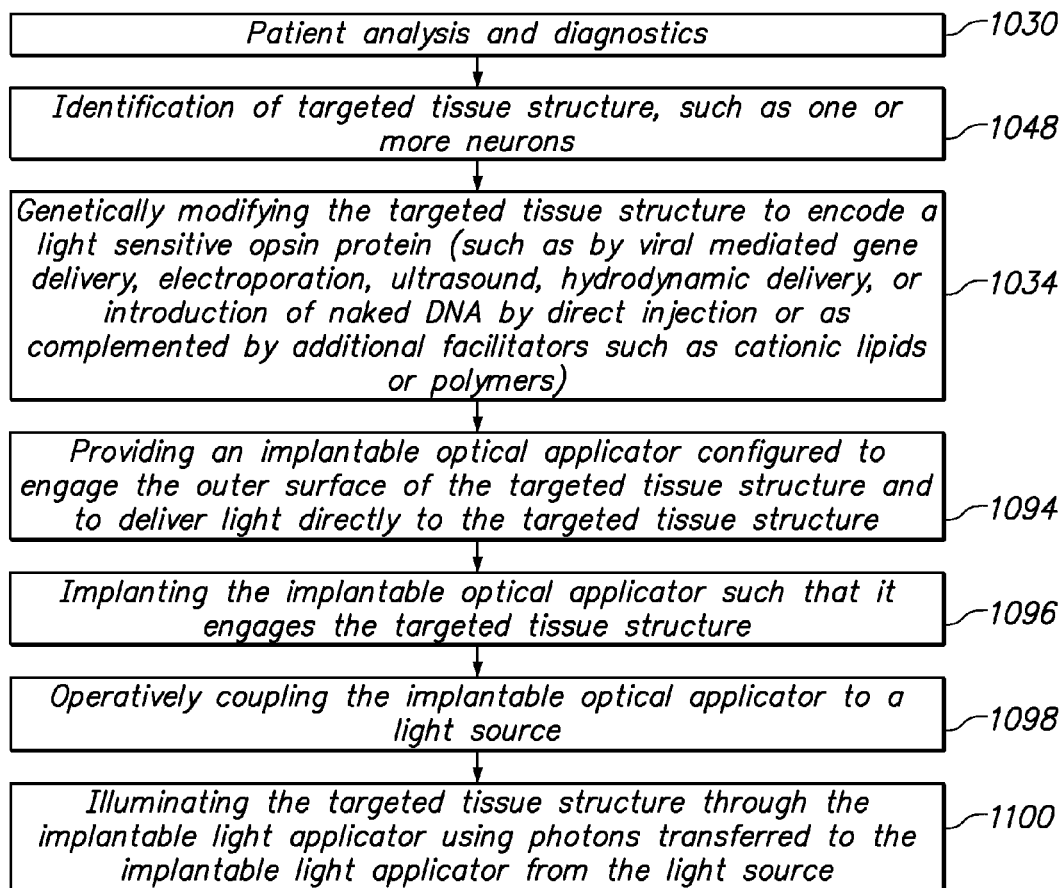 Patient analysis and diagnostics
1030
Identification of targeted tissue structure, such as one or
more neurons
1048
Genetically modifying the targeted tissue structure to encode a
light sensitive opsin protein (such as by viral mediated gene
delivery, electroporation, ultrasound, hydrodynamic delivery, or
introduction of naked DNA by direct injection or as
complemented by additional facilitators such as cationic lipids
or polymers)
1034
Providing an implantable optical applicator configured to
engage the outer surface of the targeted tissue structure and
to deliver light directly to the targeted tissue structure
1094
Implanting the implantable optical applicator such that it
engages the targeted tissue structure
1096
Operatively coupling the implantable optical applicator to a
light source
1098
Illuminating the targeted tissue structure through the
implantable light applicator using photons transferred to the
implantable light applicator from the light source
1100